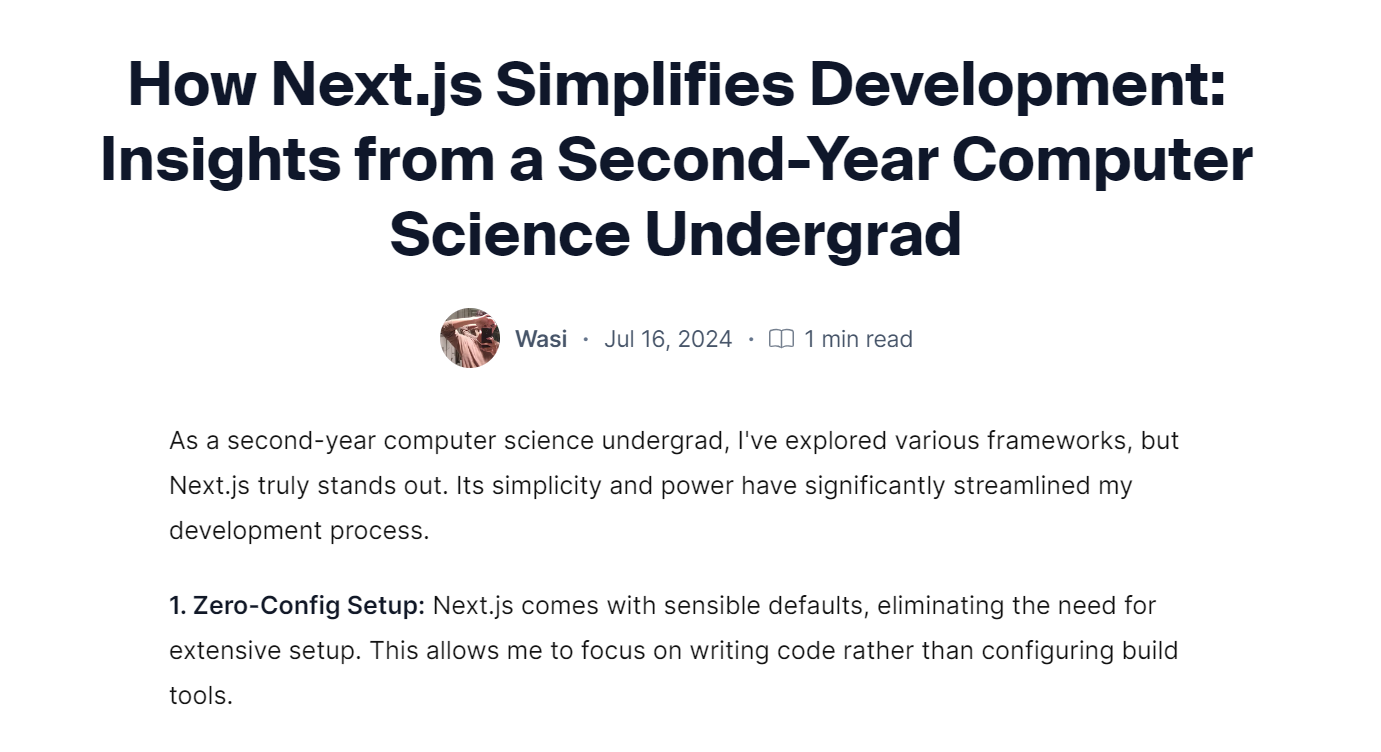 How Next.js Simplifies Development:
Insights from a Second-Year Computer
Science Undergrad
Wasi · Jul 16, 2024 · 1 min read
As a second-year computer science undergrad, I've explored various frameworks, but
Next.js truly stands out. Its simplicity and power have significantly streamlined my
development process.
1. Zero-Config Setup: Next.js comes with sensible defaults, eliminating the need for
extensive setup. This allows me to focus on writing code rather than configuring build
tools.